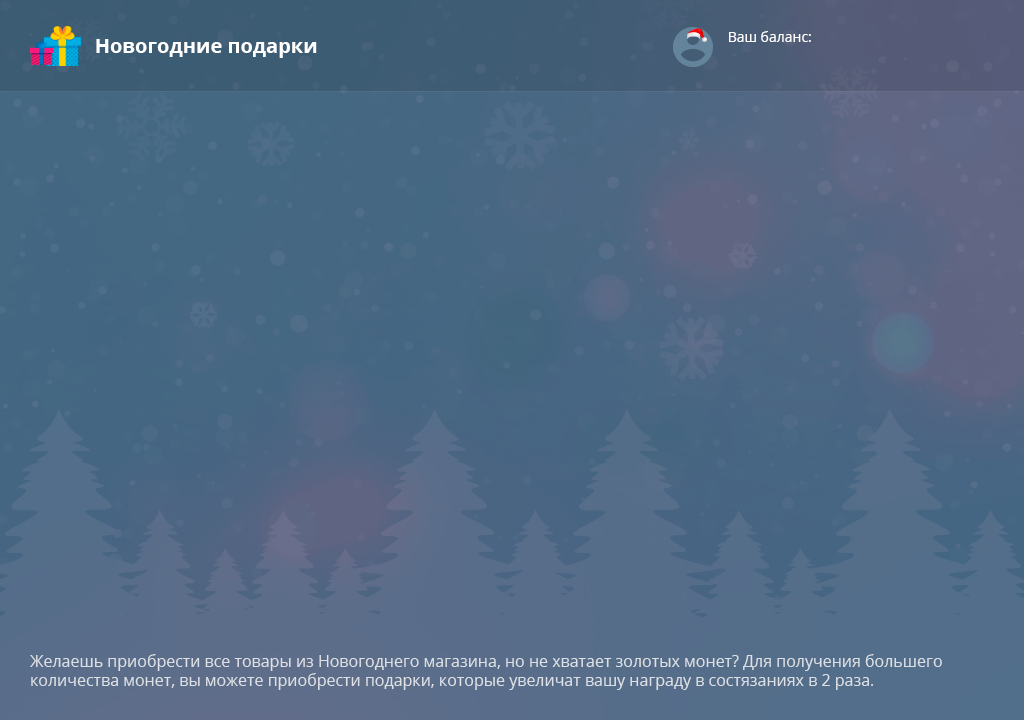 Новогодние подарки
Ваш баланс:
Желаешь приобрести все товары из Новогоднего магазина, но не хватает золотых монет? Для получения большего
количества монет, вы можете приобрести подарки, которые увеличат вашу награду в состязаниях в 2 раза.